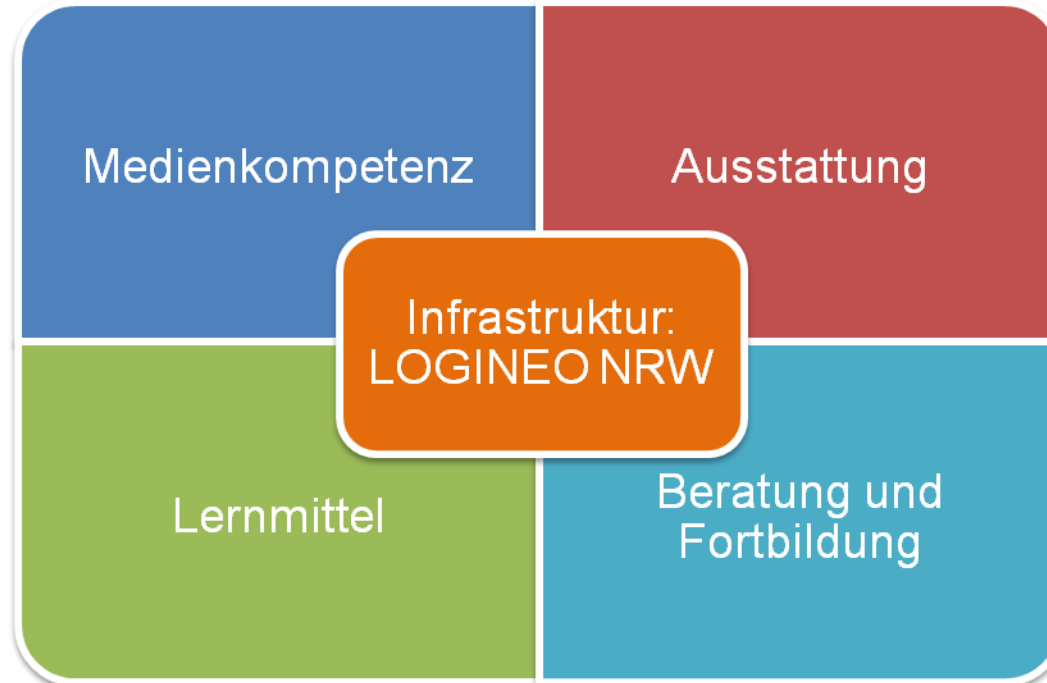 Medienkompetenz
Ausstattung
Infrastruktur:
LOGINEO NRW
Lernmittel
Beratung und
Fortbildung